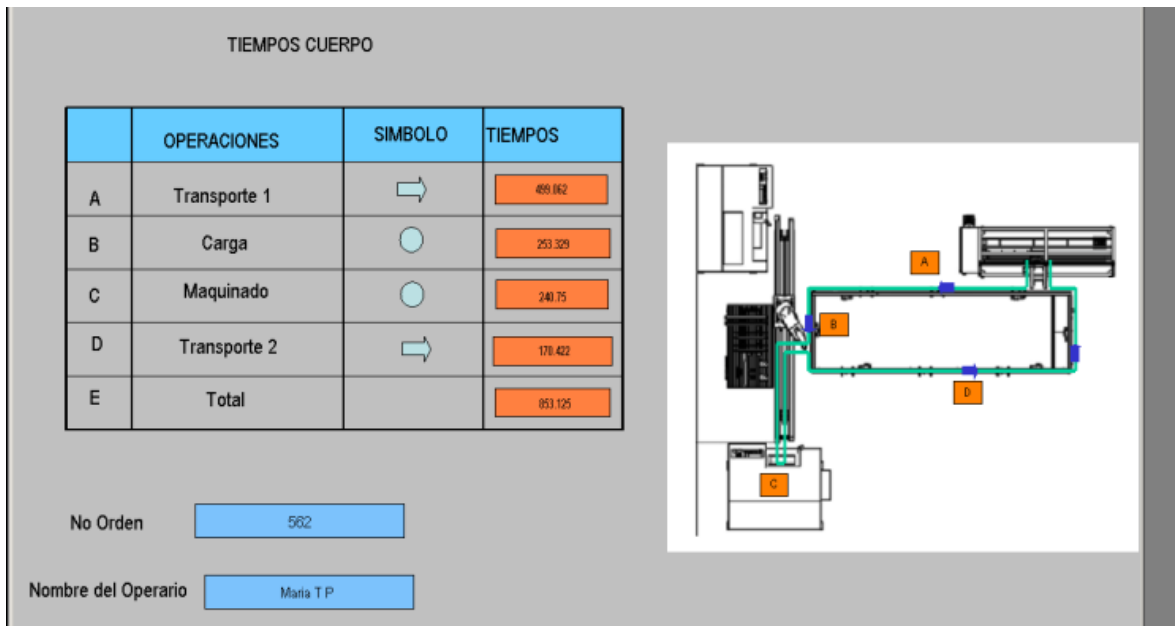 TIEMPOS CUERPO
OPERACIONES SIMBOLO TIEMPOS
A Transporte 1 499.062
B Carga 253.329
C Maquinado 240.75
D Transporte 2 170.422
E Total 853.125
A
B
D
C
No Orden 562
Nombre del Operario Maria T P